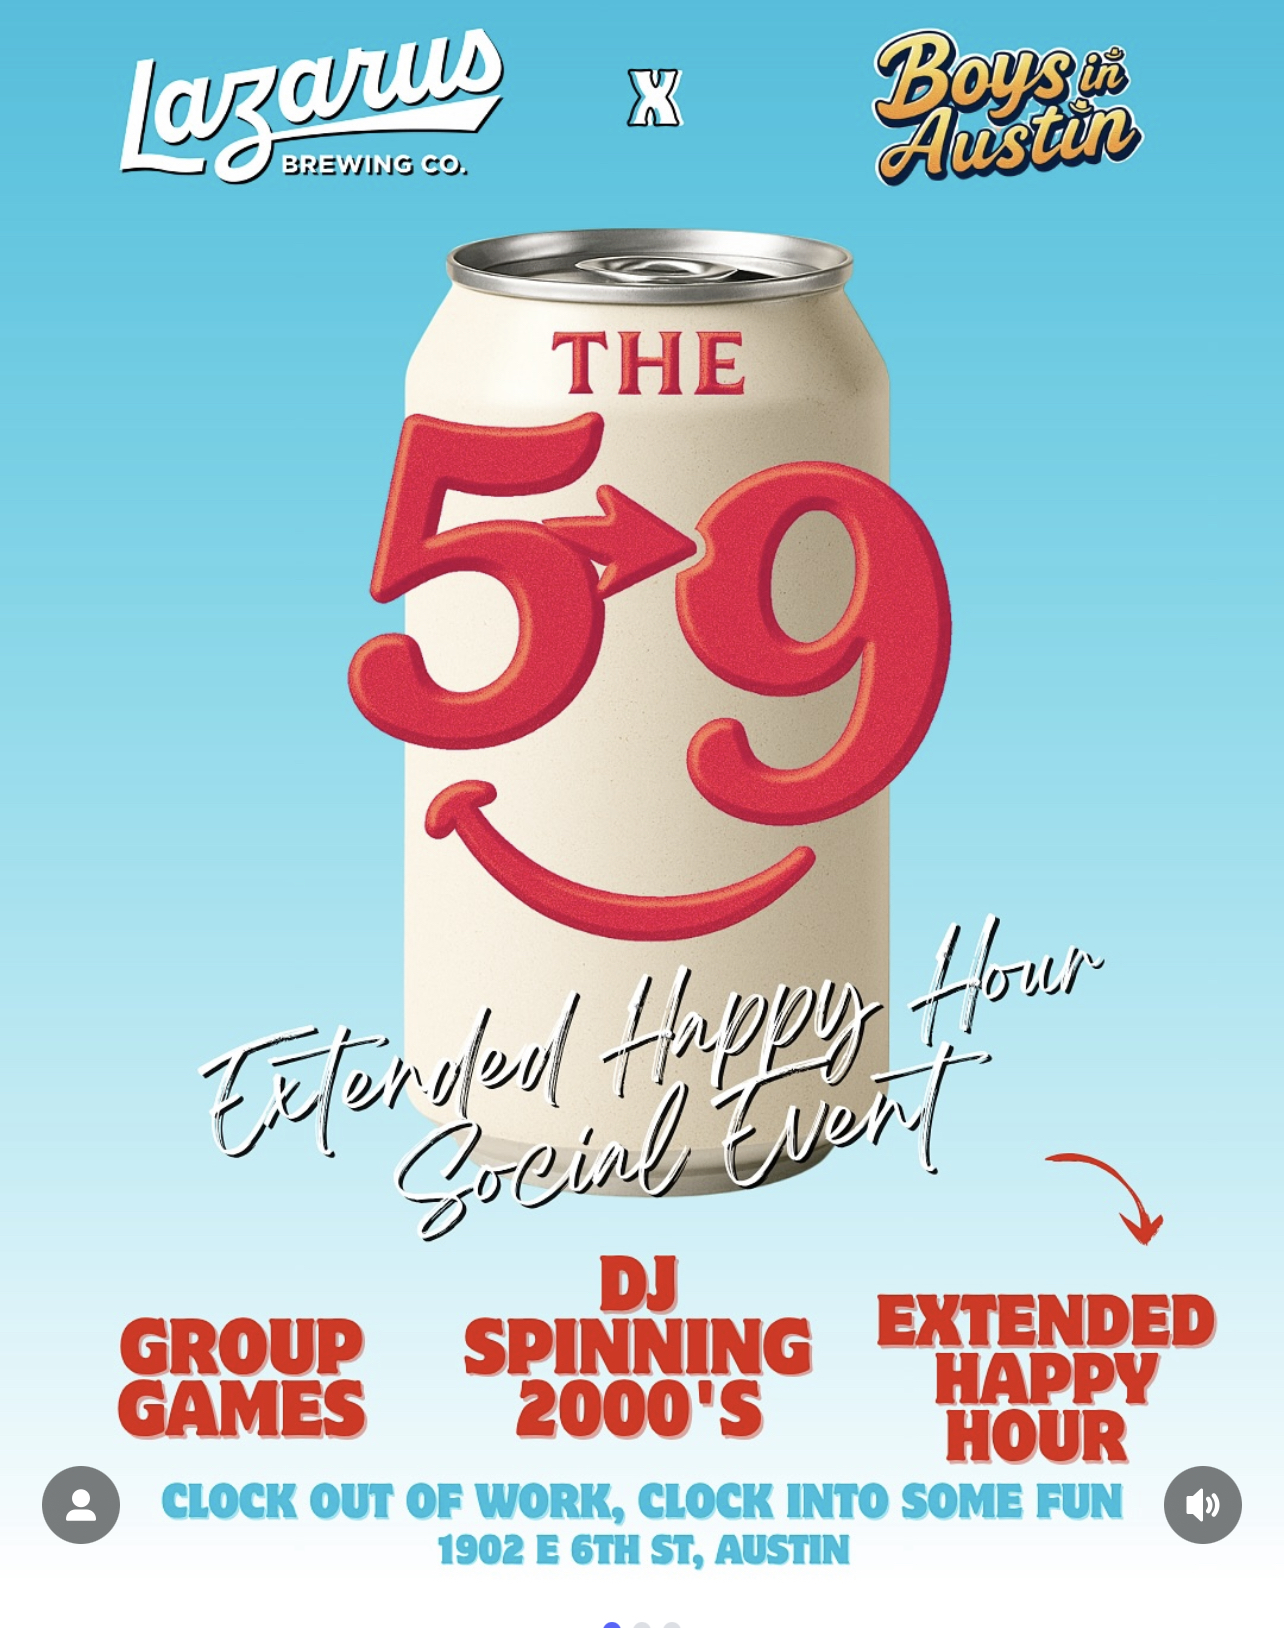 Lazarus
BREWING CO.
X
Boys in
Austin
THE
5 9
Extended Happy Hour
Social Event
GROUP
GAMES
DJ
SPINNING
2000'S
EXTENDED
HAPPY
HOUR
CLOCK OUT OF WORK, CLOCK INTO SOME FUN
1902 E 6TH ST, AUSTIN